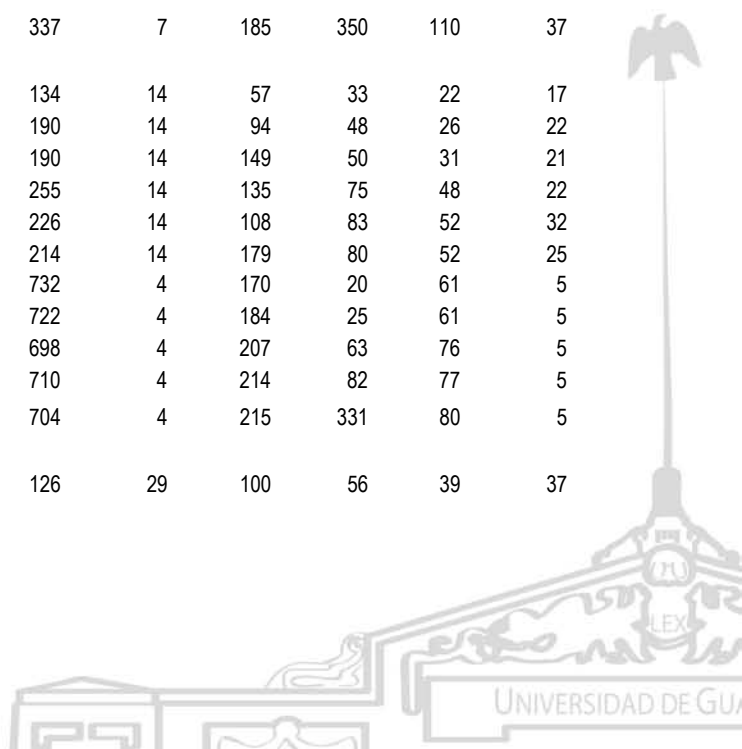 337 7 185 350 110 37
134 14 57 33 22 17
190 14 94 48 26 22
190 14 149 50 31 21
255 14 135 75 48 22
226 14 108 83 52 32
214 14 179 80 52 25
732 4 170 20 61 5
722 4 184 25 61 5
698 4 207 63 76 5
710 4 214 82 77 5
704 4 215 331 80 5
126 29 100 56 39 37
LEX
UNIVERSIDAD DE GUA